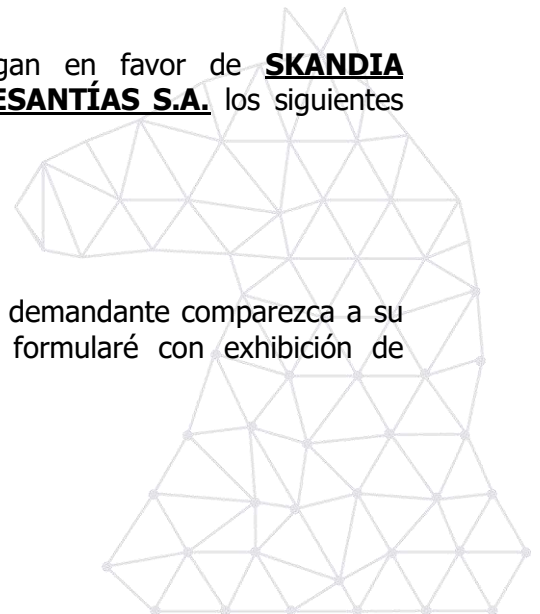 gan en favor de SKANDIA
ESANTÍAS S.A. los siguientes
demandante comparezca a su
formularé con exhibición de